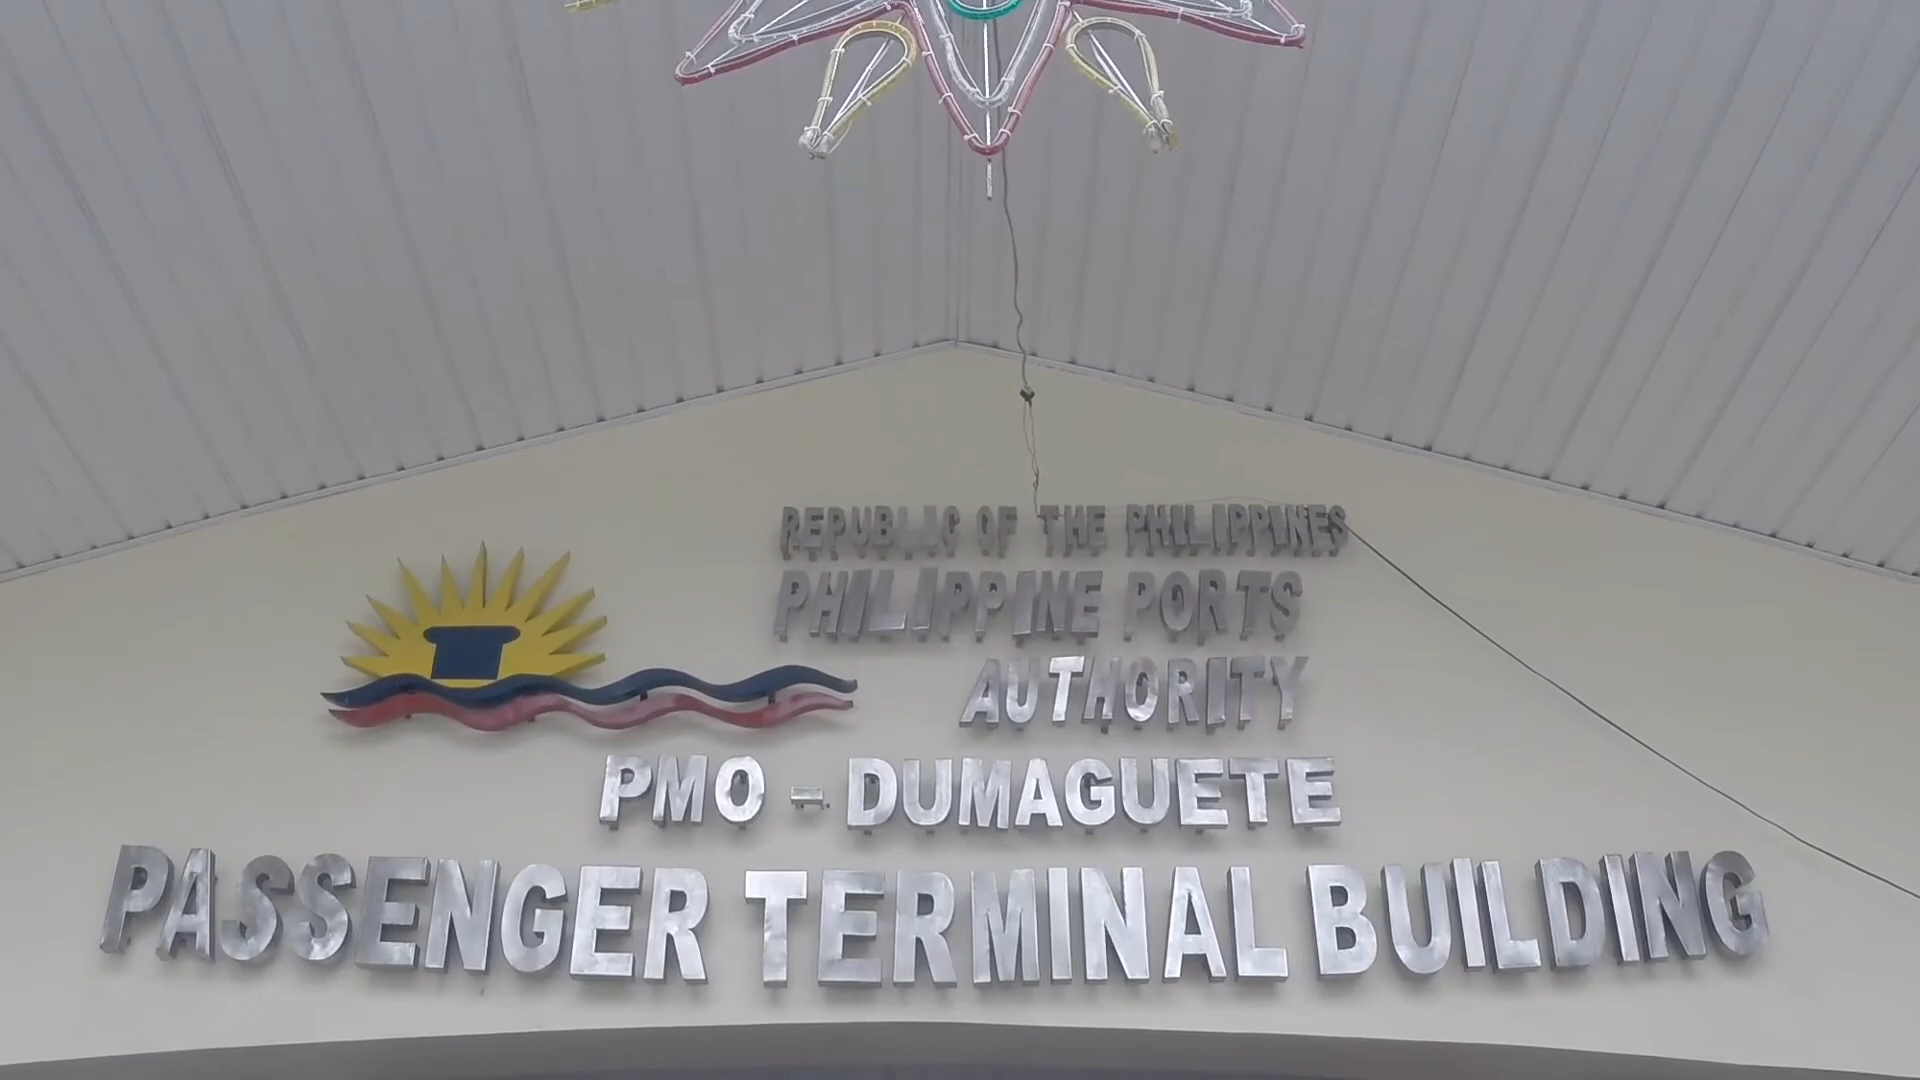 REPUBLIC OF THE PHILIPPINES
PHILIPPINE PORTS
AUTHORITY
PMO - DUMAGUETE
PASSENGER TERMINAL BUILDING